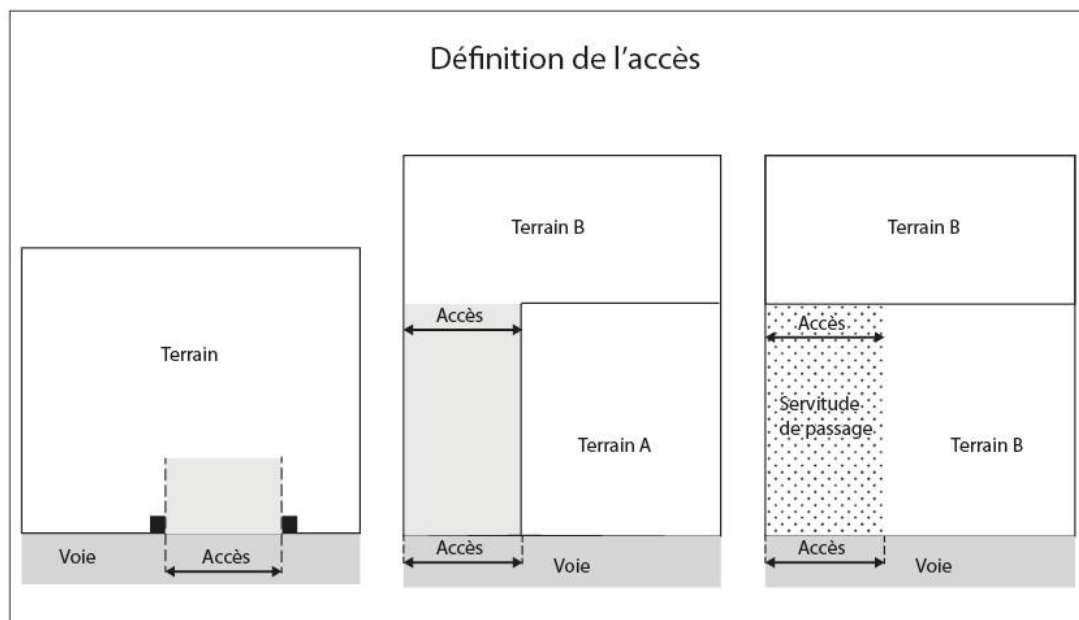 Définition de l'accès
Terrain
Voie
Accès
Terrain B
Accès
Terrain A
Accès
Voie
Terrain B
Accès
Servitude
de passage
Terrain B
Accès
Voie